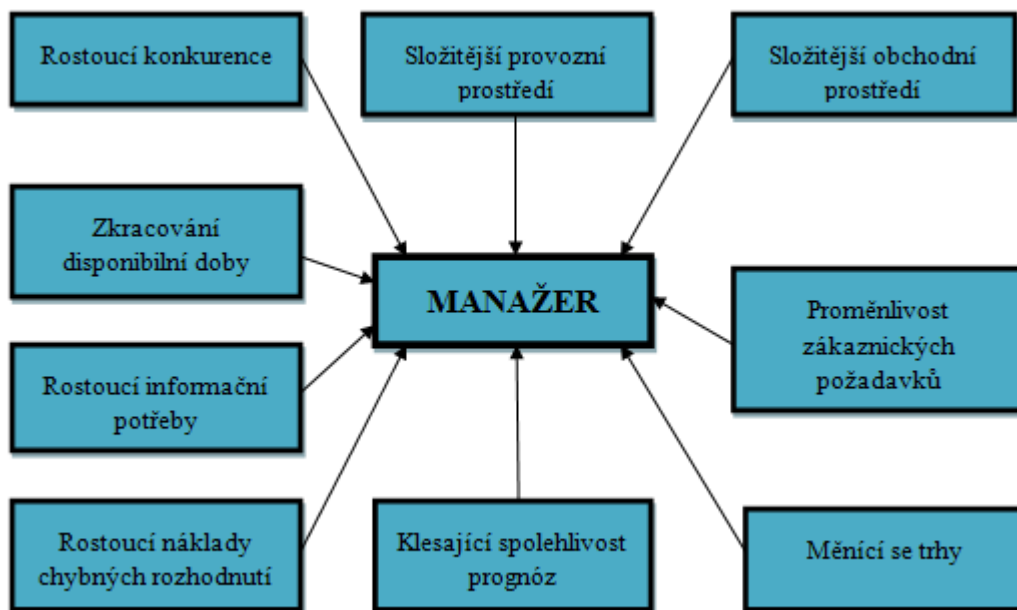 Rostoucí konkurence
Složitější provozní
prostředí
Složitější obchodní
prostředí
Zkracování
disponibilní doby
MANAŽER
Proměnlivost
zákaznických
požadavků
Rostoucí informační
potřeby
Rostoucí náklady
chybných rozhodnutí
Klesající spolehlivost
prognóz
Měnící se trhy